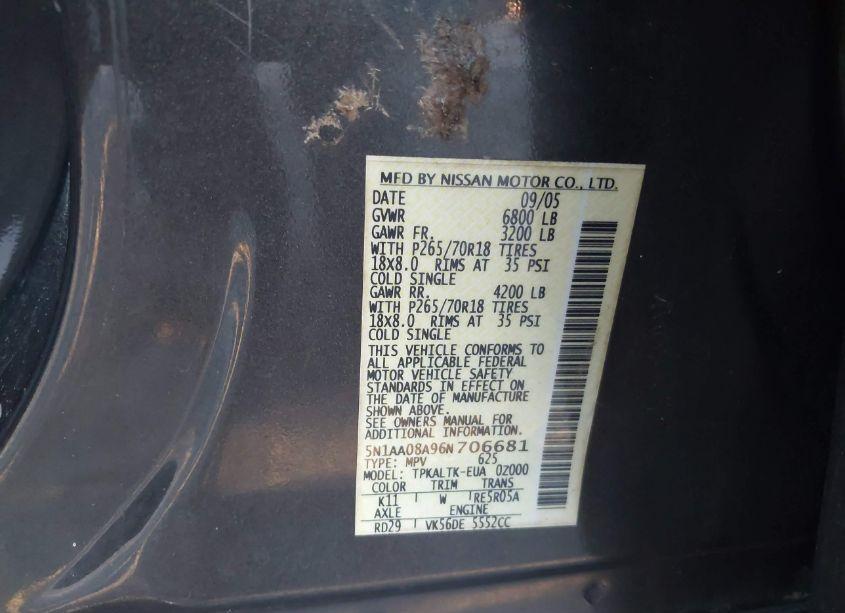 MFD BY NISSAN MOTOR CO., LTD.
DATE 09/05
GVWR 6800 LB
GAWR FR. 3200 LB
WITH P265/70R18 TIRES
18X8.0 RIMS AT 35 PSI
COLD SINGLE
GAWR RR. 4200 LB
WITH P265/70R18 TIRES
18X8.0 RIMS AT 35 PSI
COLD SINGLE
THIS VEHICLE CONFORMS TO
ALL APPLICABLE FEDERAL
MOTOR VEHICLE SAFETY
STANDARDS IN EFFECT ON
THE DATE OF MANUFACTURE
SHOWN ABOVE.
SEE OWNERS MANUAL FOR
ADDITIONAL INFORMATION.
5N1AA08A96N706681
TYPE: MPV 625
MODEL: TPKALTK-EUA 0Z000
COLOR TRIM TRANS
K11 W RE5R05A
AXLE ENGINE
RD29 VK56DE 5552CC